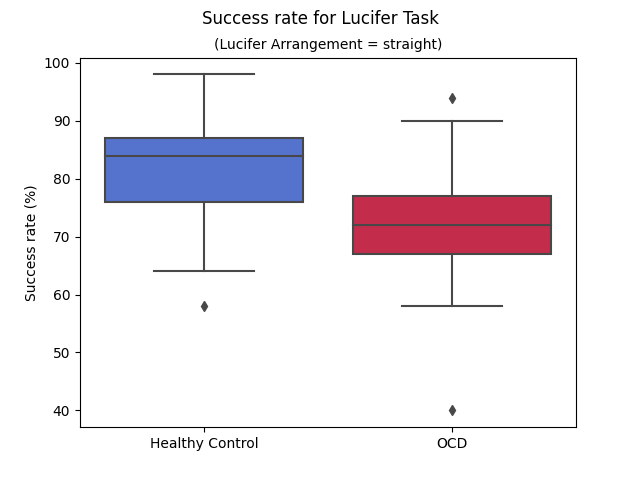 Success rate for Lucifer Task
(Lucifer Arrangement = straight)
Success rate (%)
100
90
80
70
60
50
40
Healthy Control
OCD